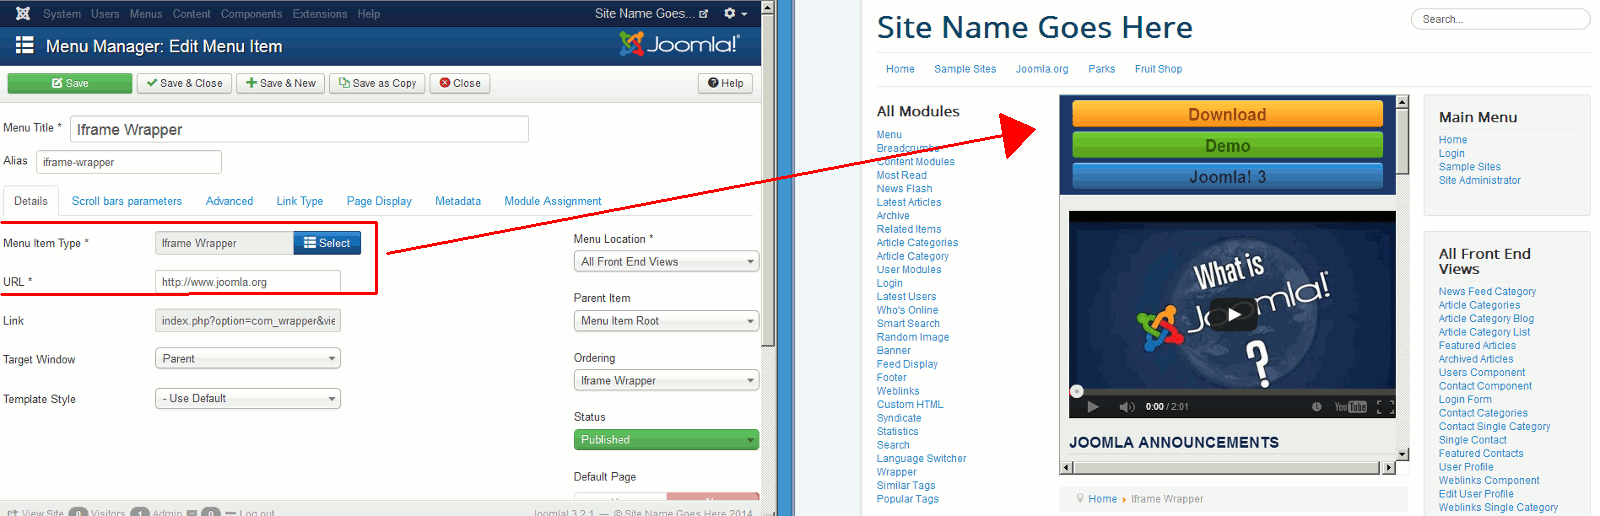 System Users Menus Content Components Extensions Help
Site Name Goes...
Menu Manager: Edit Menu Item
Joomla!
Save
Save & Close
Save & New
Save as Copy
Close
Help
Menu Title *
Iframe Wrapper
Alias
iframe-wrapper
Details
Scroll bars parameters
Advanced
Link Type
Page Display
Metadata
Module Assignment
Menu Item Type *
Iframe Wrapper
Select
URL *
http://www.joomla.org
Link
index.php?option=com_wrapper&vie
Target Window
Parent
Template Style
- Use Default
Menu Location *
All Front End Views
Parent Item
Menu Item Root
Ordering
Iframe Wrapper
Status
Published
Default Page
View Site 0 Visitors 1 Admin 0 Log out
Joomla! 3.2.1 — © Site Name Goes Here 2014
Site Name Goes Here
Search...
Home
Sample Sites
Joomla.org
Parks
Fruit Shop
All Modules
Menu
Breadcrumbs
Content Modules
Most Read
News Flash
Latest Articles
Archive
Related Items
Article Categories
Article Category
User Modules
Login
Latest Users
Who's Online
Smart Search
Random Image
Banner
Feed Display
Footer
Weblinks
Custom HTML
Syndicate
Statistics
Search
Language Switcher
Wrapper
Similar Tags
Popular Tags
Download
Demo
Joomla! 3
What is
Joomla!
?
0:00 / 2:01
YouTube
JOOMLA ANNOUNCEMENTS
Home
Iframe Wrapper
Main Menu
Home
Login
Sample Sites
Site Administrator
All Front End
Views
News Feed Category
Article Categories
Article Category Blog
Article Category List
Featured Articles
Archived Articles
Users Component
Contact Component
Login Form
Contact Categories
Contact Single Category
Single Contact
Featured Contacts
User Profile
Weblinks Component
Edit User Profile
Weblinks Single Category